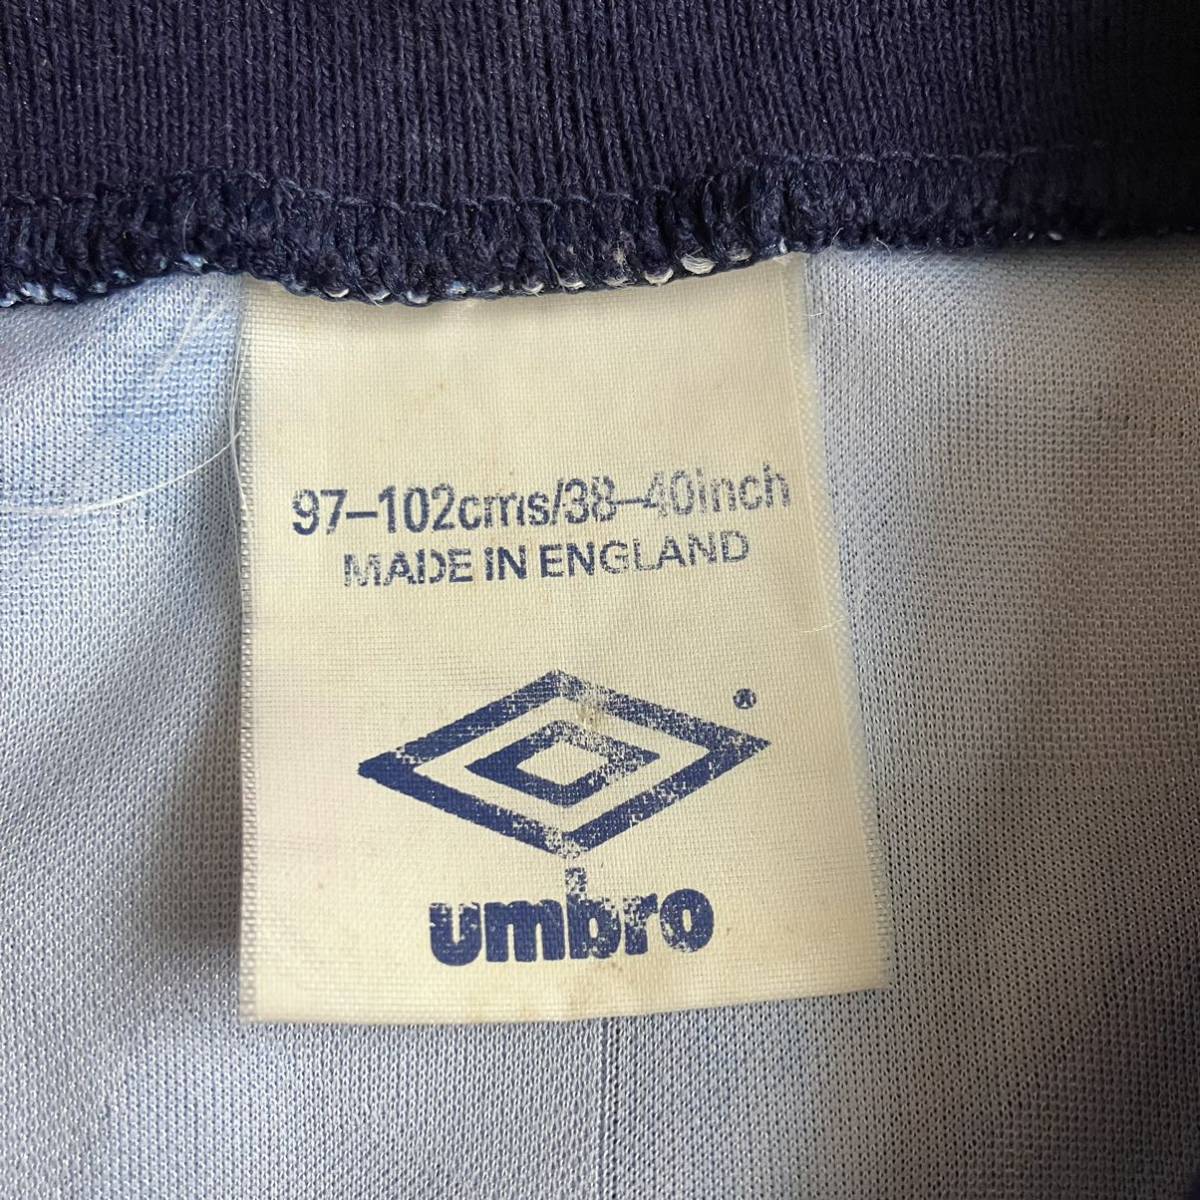 97–102cms/38–40inch
MADE IN ENGLAND
®
umbro